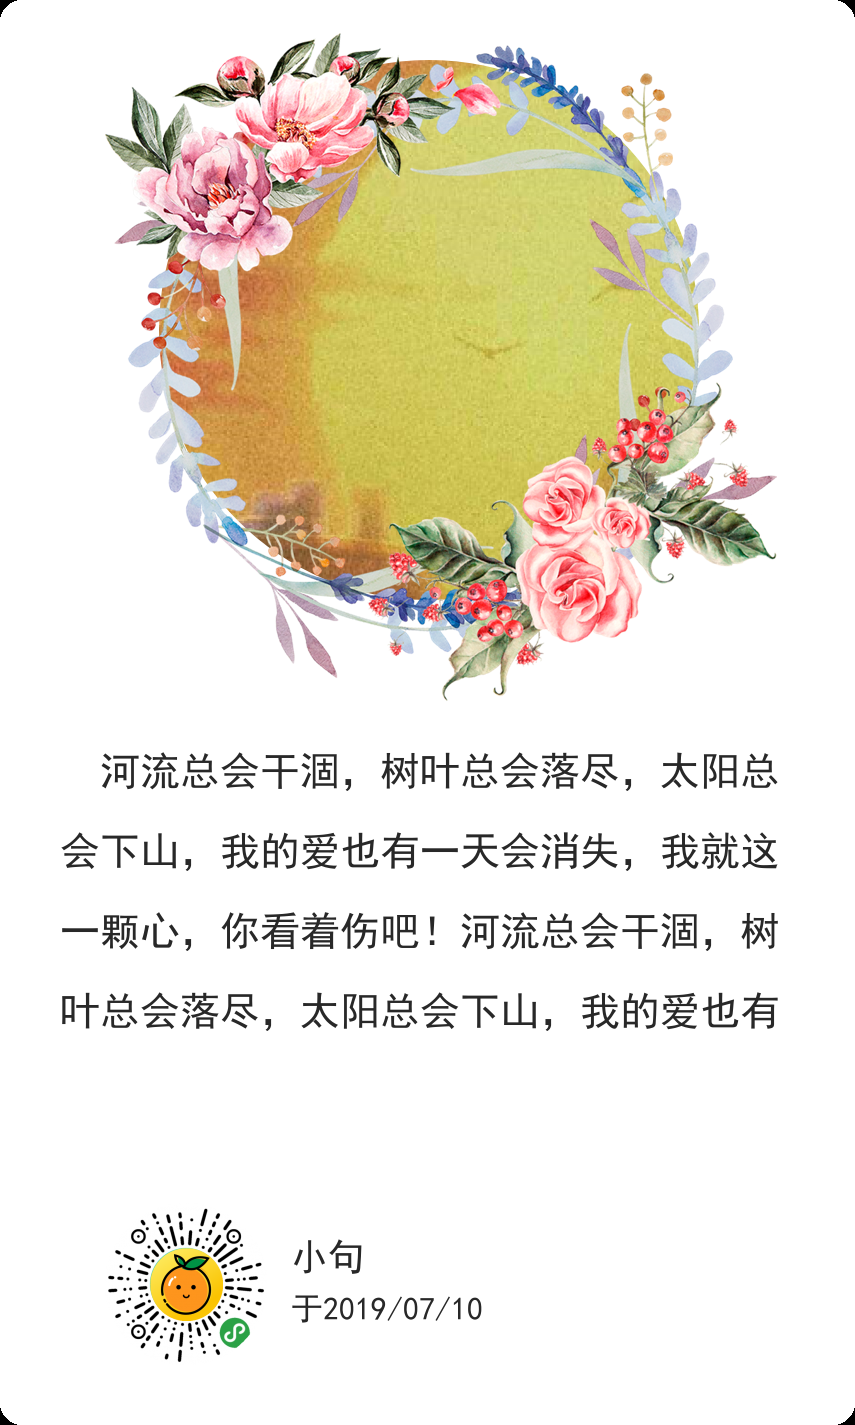 河流总会干涸，树叶总会落尽，太阳总
会下山，我的爱也有一天会消失，我就这
一颗心，你看着伤吧！河流总会干涸，树
叶总会落尽，太阳总会下山，我的爱也有
小句
于2019/07/10